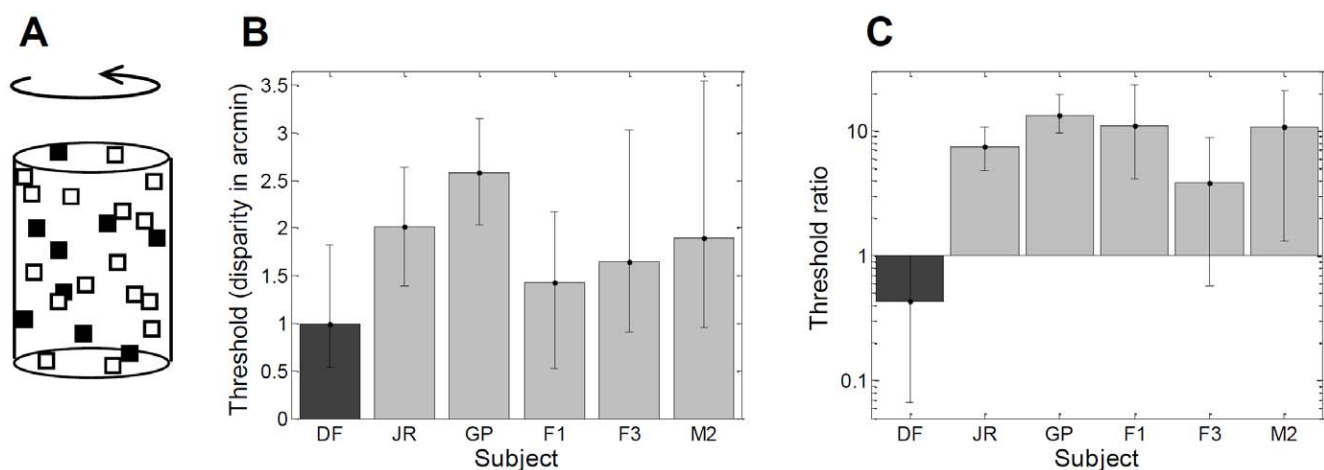 A
B
Threshold (disparity in arcmin)
3.5
3
2.5
2
1.5
1
0.5
0
DF JR GP F1 F3 M2
Subject
C
Threshold ratio
10
1
0.1
DF JR GP F1 F3 M2
Subject